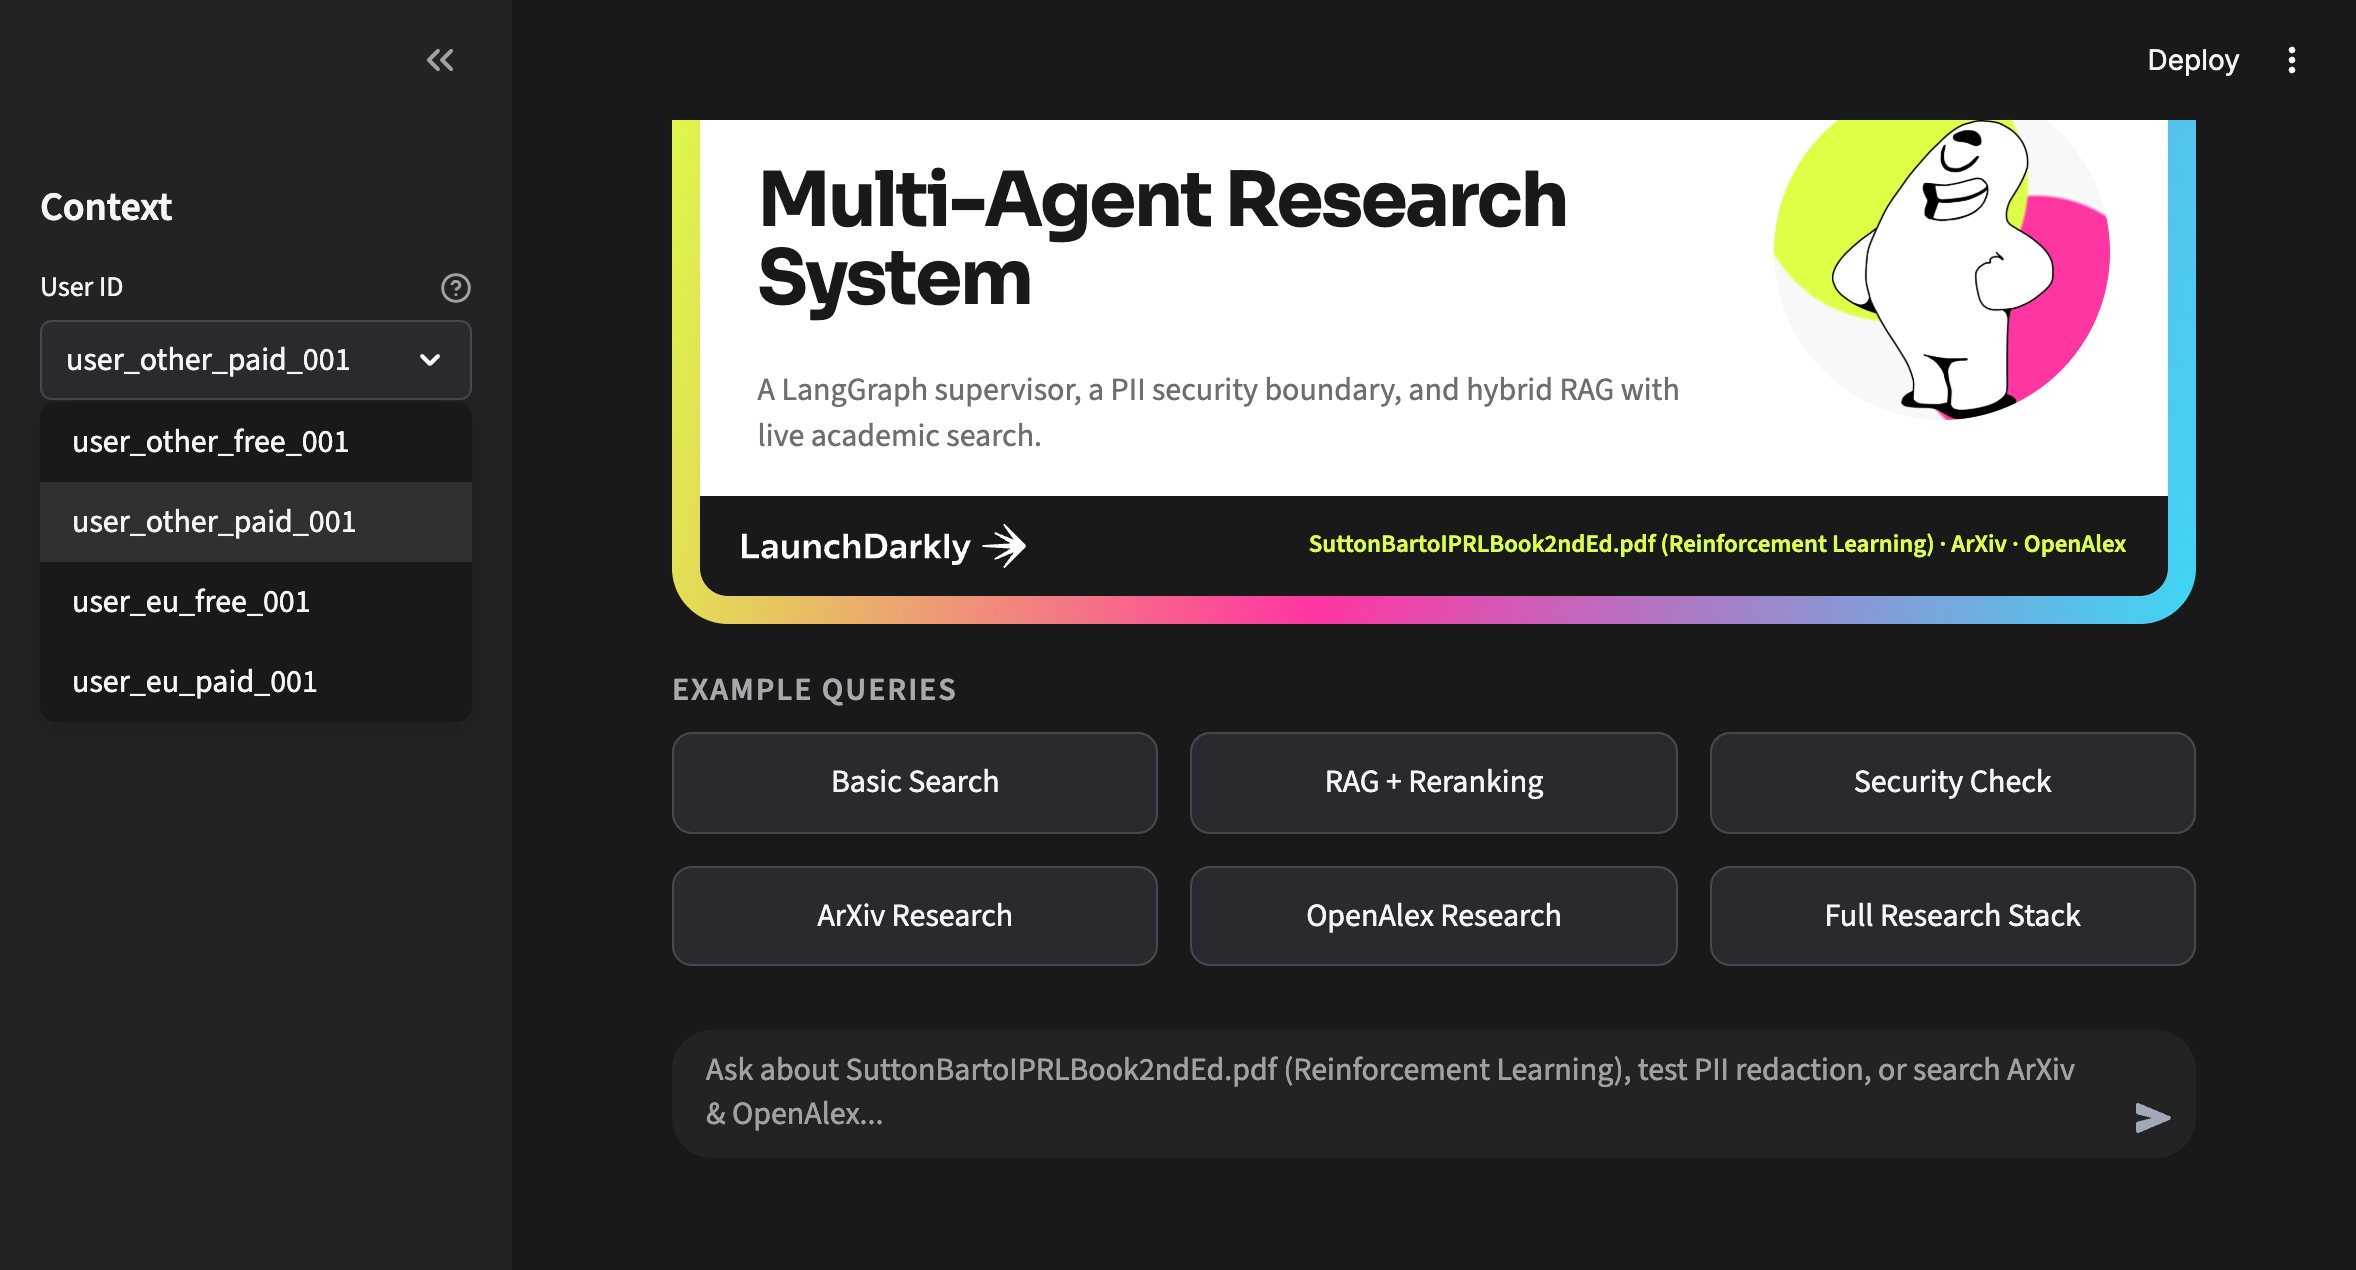 Deploy
Context
User ID
user_other_paid_001
user_other_free_001
user_other_paid_001
user_eu_free_001
user_eu_paid_001
Multi-Agent Research
System
A LangGraph supervisor, a PII security boundary, and hybrid RAG with
live academic search.
LaunchDarkly
SuttonBartoIPRLBook2ndEd.pdf (Reinforcement Learning) · ArXiv · OpenAlex
EXAMPLE QUERIES
Basic Search
RAG + Reranking
Security Check
ArXiv Research
OpenAlex Research
Full Research Stack
Ask about SuttonBartoIPRLBook2ndEd.pdf (Reinforcement Learning), test PII redaction, or search ArXiv
& OpenAlex...